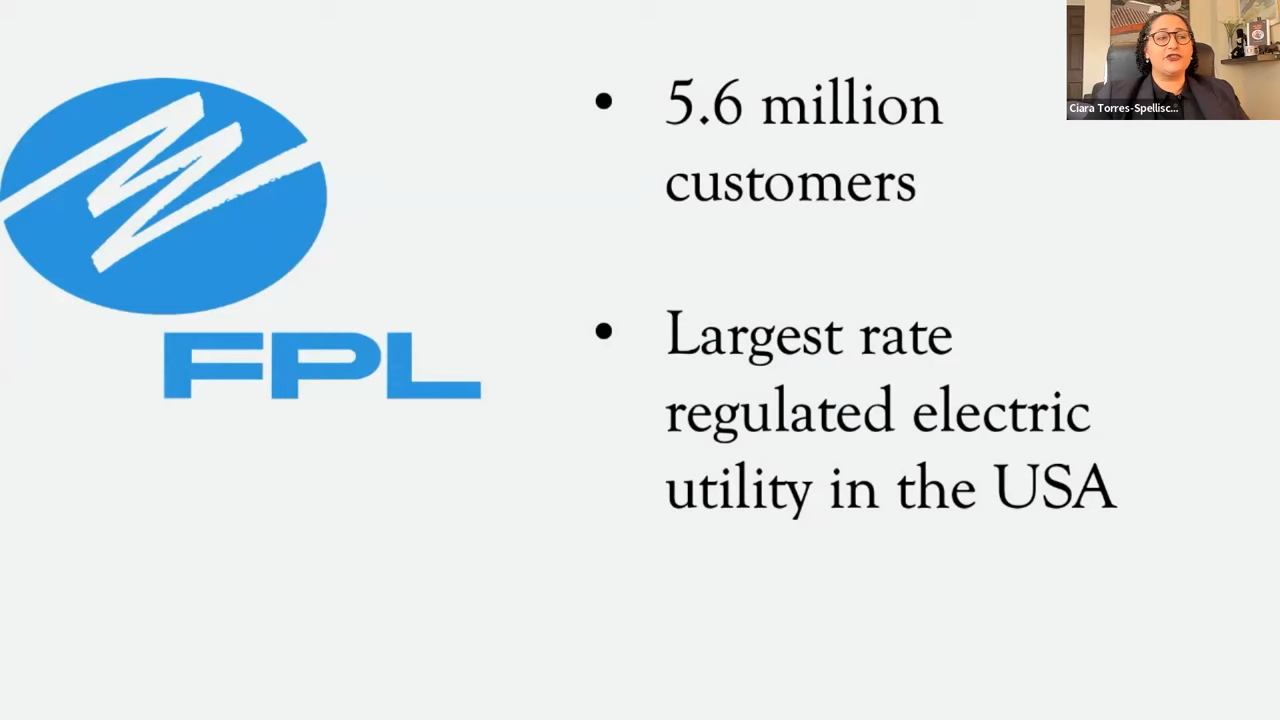 5.6 million
customers
Largest rate
regulated electric
utility in the USA
FPL
Ciara Torres-Spellisc...